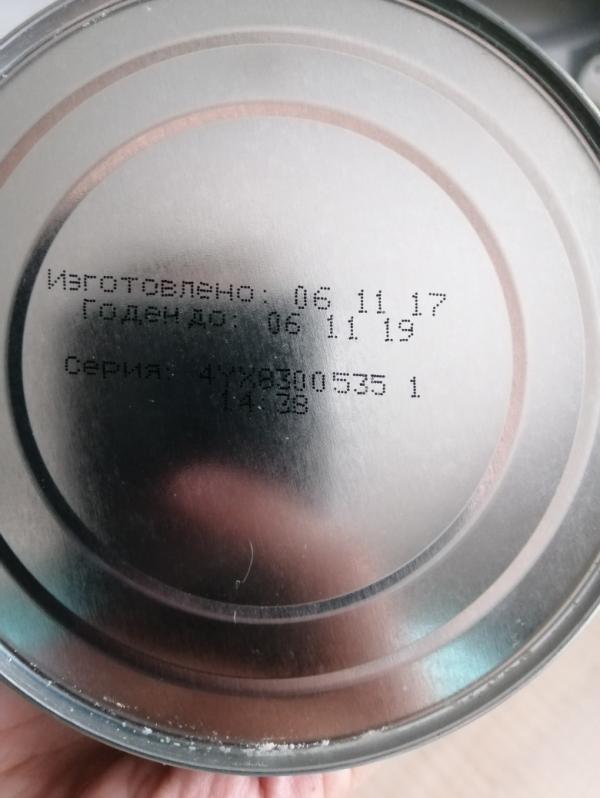 Изготовлено: 06 11 17
Годен до: 06 11 19
Серия: 4УХ8300535 1
14 38